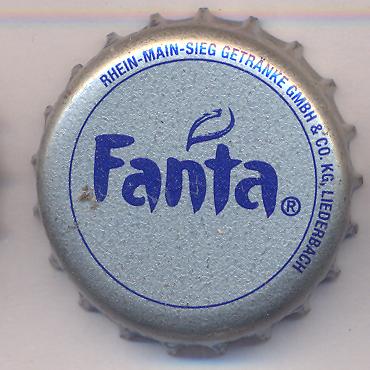 RHEIN-MAIN-SIEG GETRÄNKE GMBH & CO. KG, LIEDERBACH
Fanta®